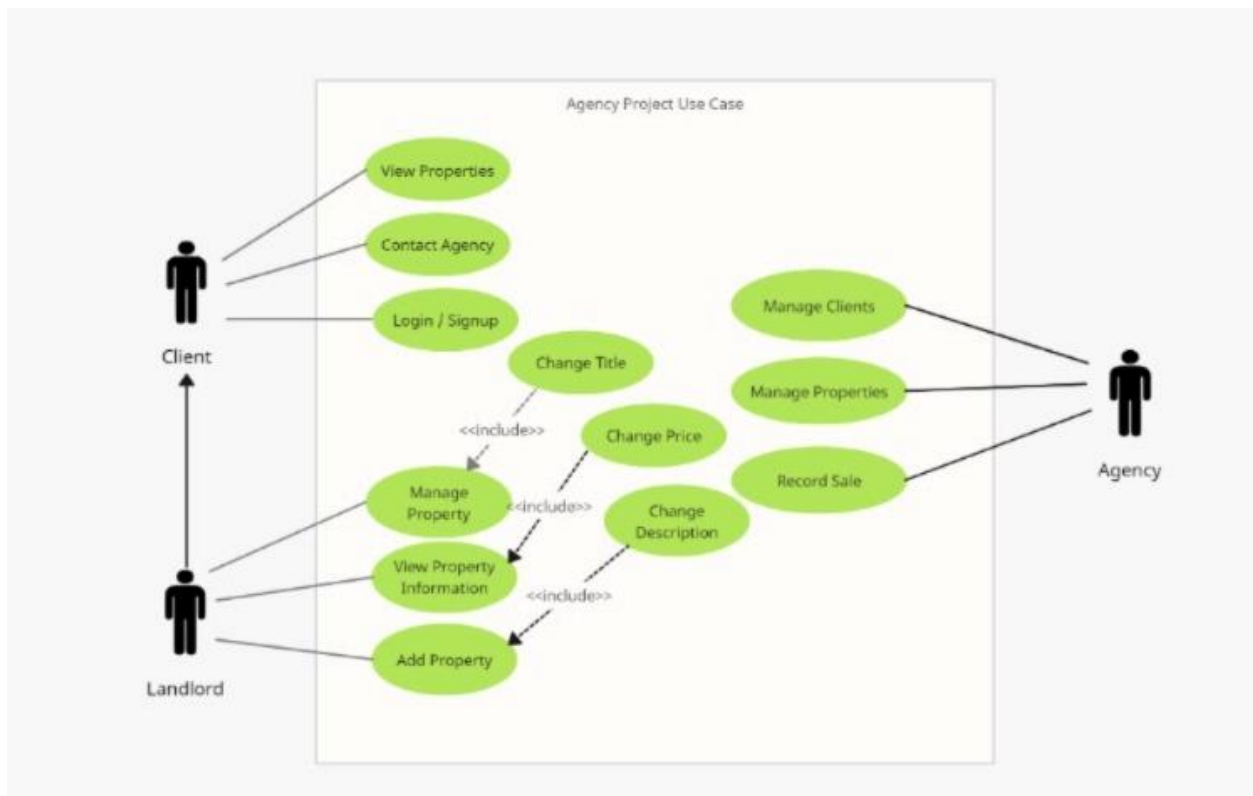 Agency Project Use Case
View Properties
Contact Agency
Login / Signup
Client
Change Title
<<include>>
Change Price
Manage
Property
<<include>>
Change
Description
View Property
Information
<<include>>
Add Property
Landlord
Manage Clients
Manage Properties
Record Sale
Agency